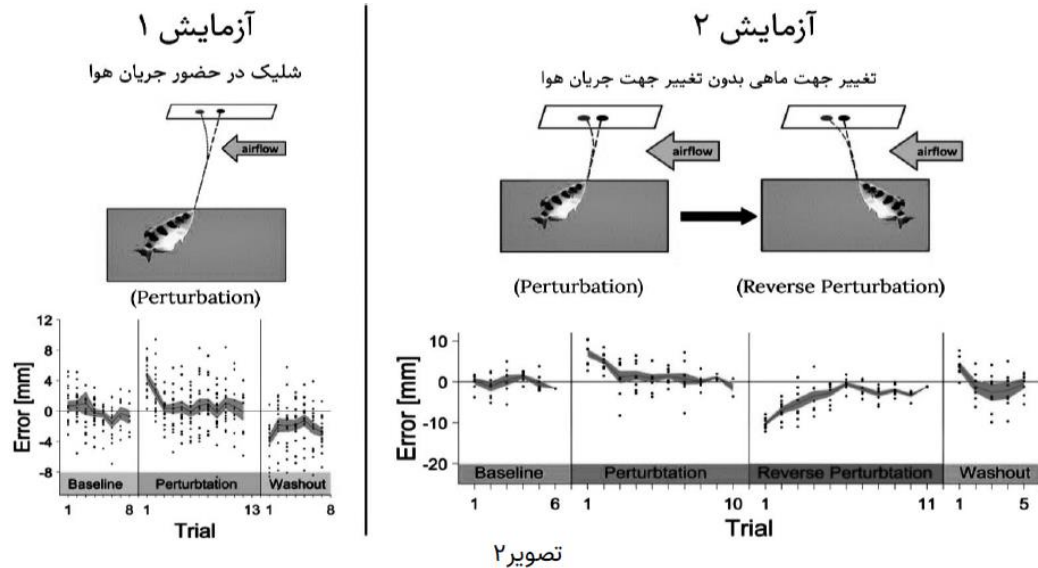 آزمایش ۱
شلیک در حضور جریان هوا
airflow
(Perturbation)
Error [mm]
12
8
4
0
-4
-8
Baseline
Perturbtation
Washout
1
8
1
13
1
8
Trial
آزمایش ۲
تغییر جهت ماهی بدون تغییر جهت جریان هوا
airflow
airflow
(Perturbation)
(Reverse Perturbation)
Error [mm]
10
0
-10
-20
Baseline
Perturbtation
Reverse Perturbtation
Washout
1
6
1
10
1
11
1
5
Trial
تصویر۲